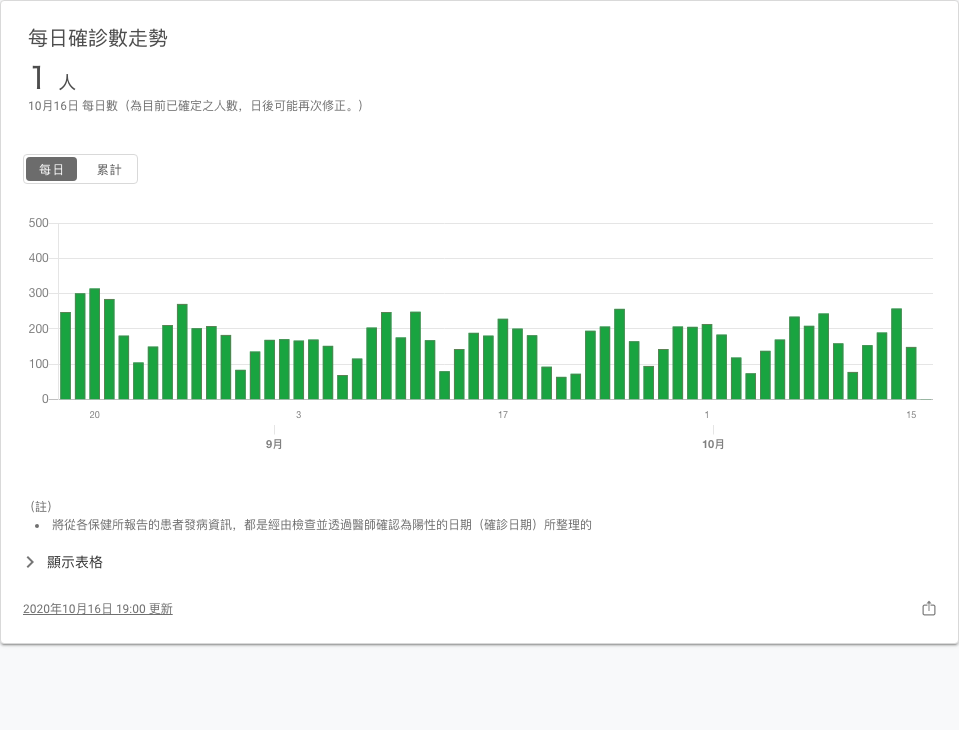 每日確診數走勢
1 人
10月16日 每日數（為目前已確定之人數，日後可能再次修正。）
每日 累計
500
400
300
200
100
0
20 3 17 1 15
9月 10月
（註）
• 將從各保健所報告的患者發病資訊，都是經由檢查並透過醫師確認為陽性的日期（確診日期）所整理的
顯示表格
2020年10月16日 19:00 更新